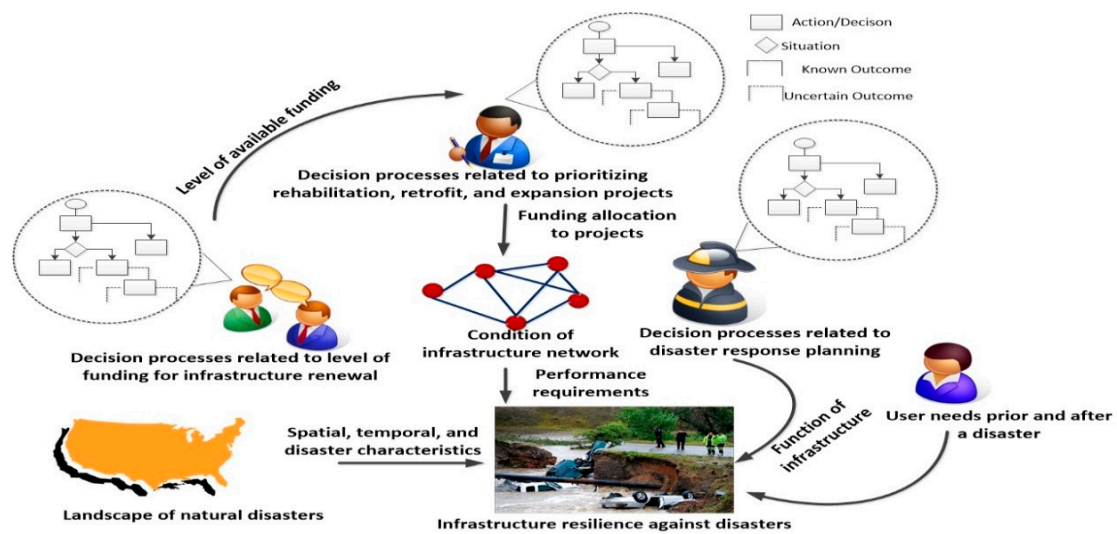 Action/Decison
Situation
Known Outcome
Uncertain Outcome
Level of available funding
Decision processes related to prioritizing
rehabilitation, retrofit, and expansion projects
Funding allocation
to projects
Decision processes related to level of
funding for infrastructure renewal
Condition of
infrastructure network
Decision processes related to
disaster response planning
Performance
requirements
User needs prior and after
a disaster
Function of
infrastructure
Spatial, temporal, and
disaster characteristics
Landscape of natural disasters
Infrastructure resilience against disasters